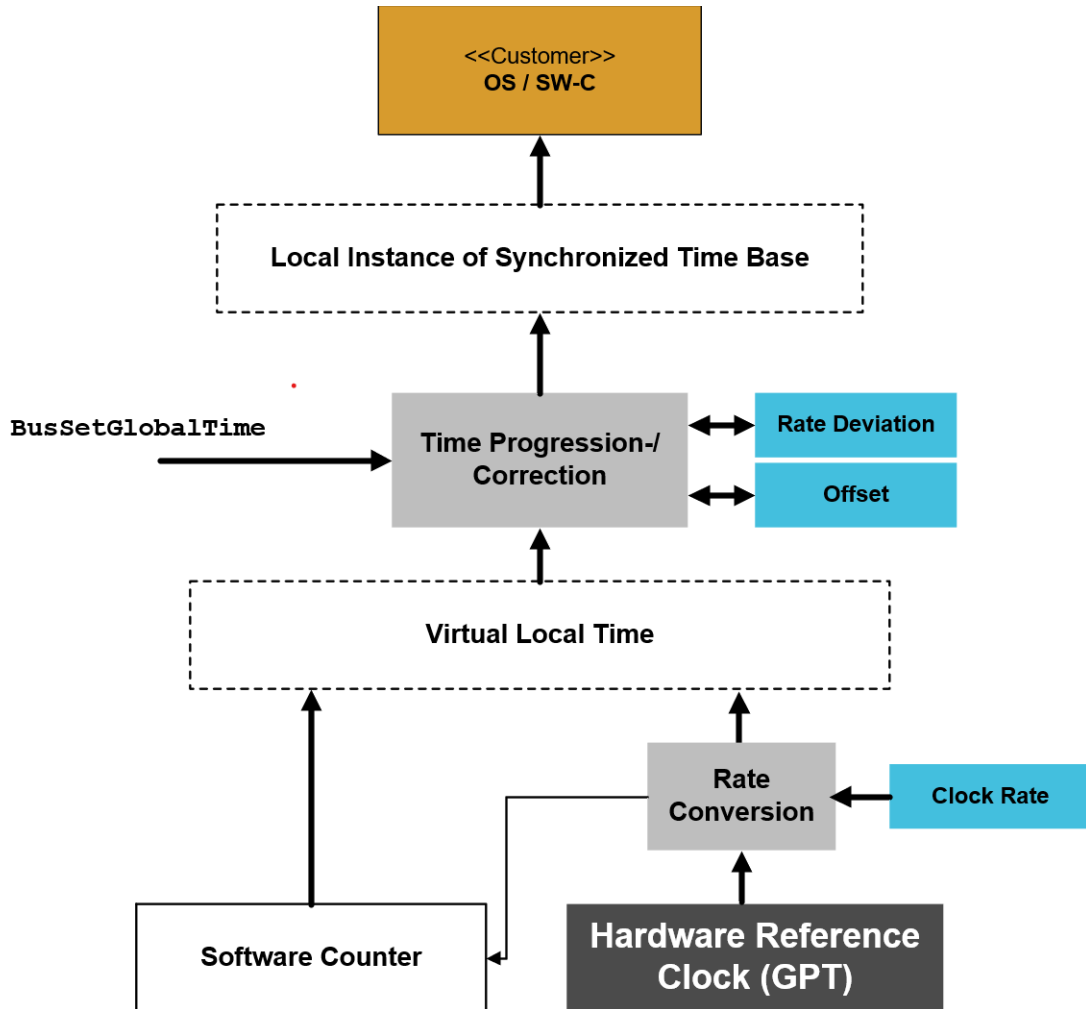 <<Customer>>
OS / SW-C
Local Instance of Synchronized Time Base
BusSetGlobalTime
Time Progression-/
Correction
Rate Deviation
Offset
Virtual Local Time
Rate
Conversion
Clock Rate
Software Counter
Hardware Reference
Clock (GPT)